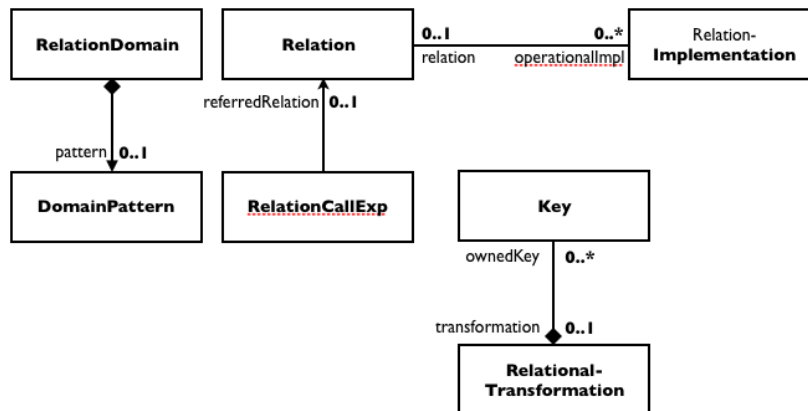 RelationDomain
Relation
0..1
0..*
Relation-
Implementation
relation
operationalImpl
referredRelation
0..1
pattern
0..1
DomainPattern
RelationCallExp
Key
ownedKey
0..*
transformation
0..1
Relational-
Transformation